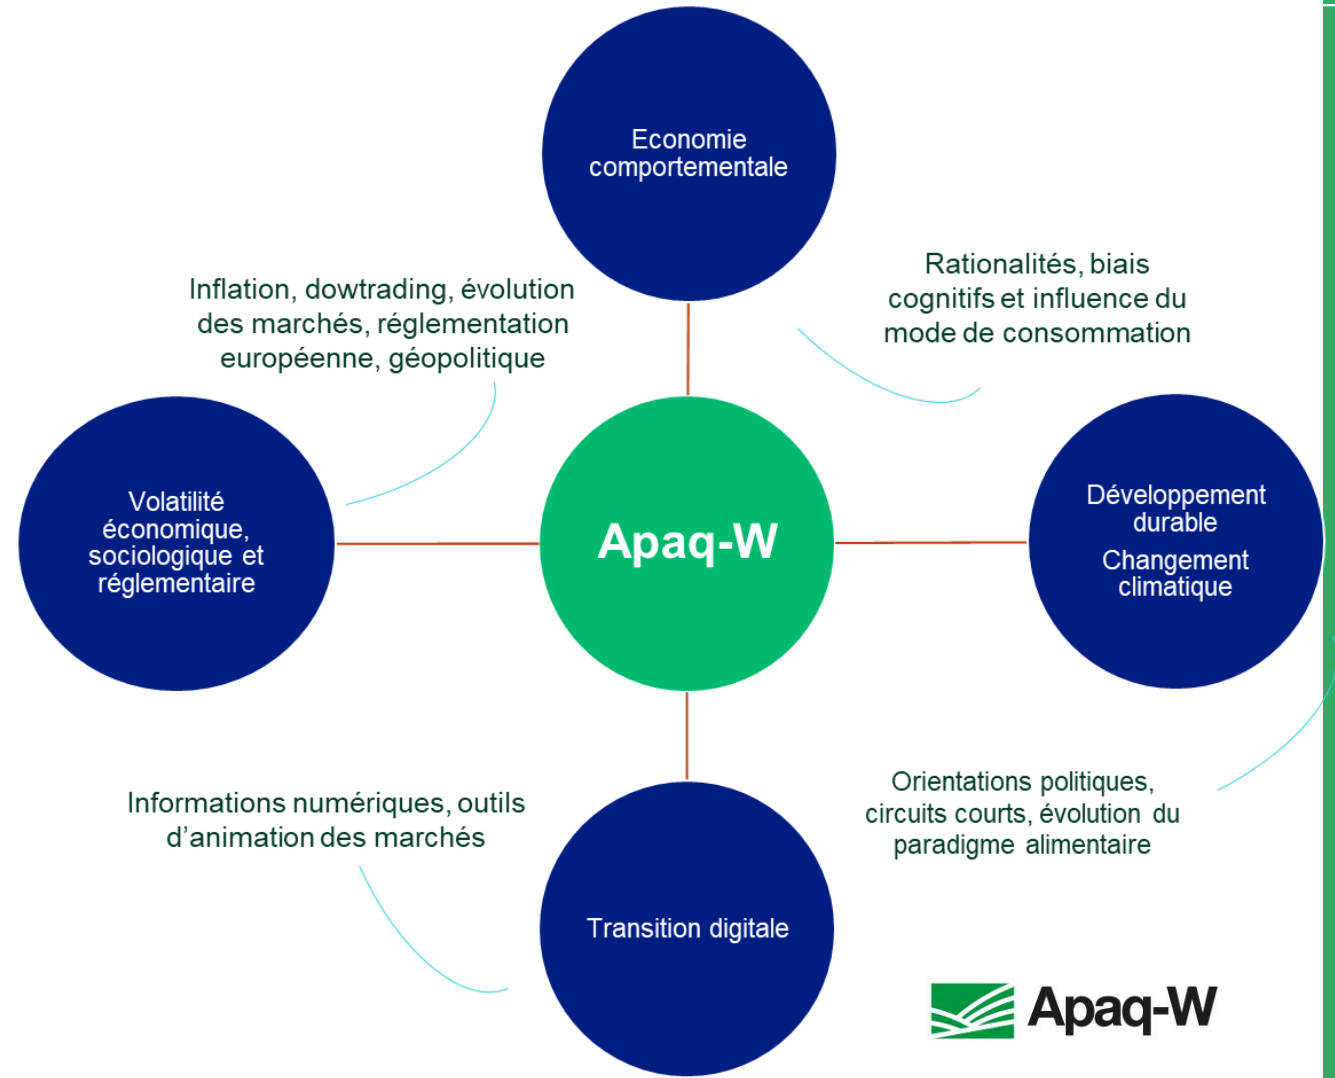 Economie
comportementale
Rationalités, biais
cognitifs et influence du
mode de consommation
Inflation, dowtrading, évolution
des marchés, réglementation
européenne, géopolitique
Volatilité
économique,
sociologique et
réglementaire
Apaq-W
Développement
durable
Changement
climatique
Informations numériques, outils
d’animation des marchés
Orientations politiques,
circuits courts, évolution du
paradigme alimentaire
Transition digitale
Apaq-W